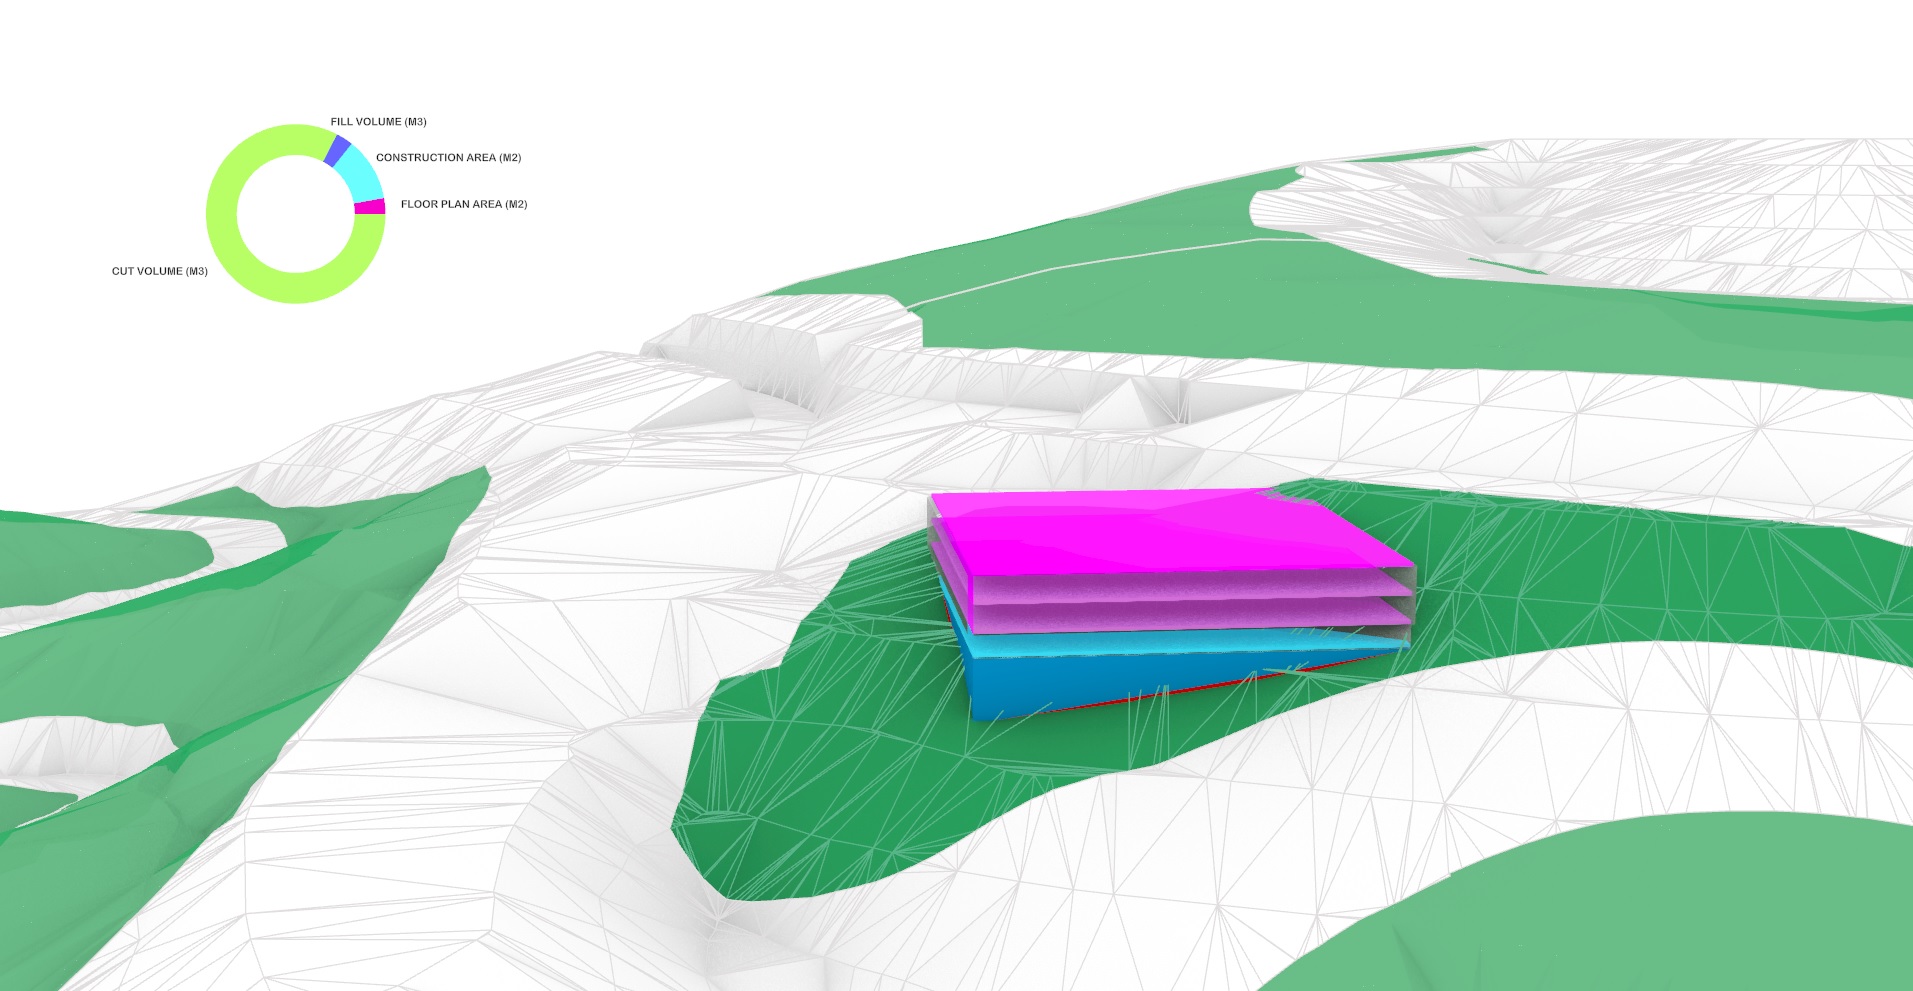 FILL VOLUME (M3)
CONSTRUCTION AREA (M2)
FLOOR PLAN AREA (M2)
CUT VOLUME (M3)